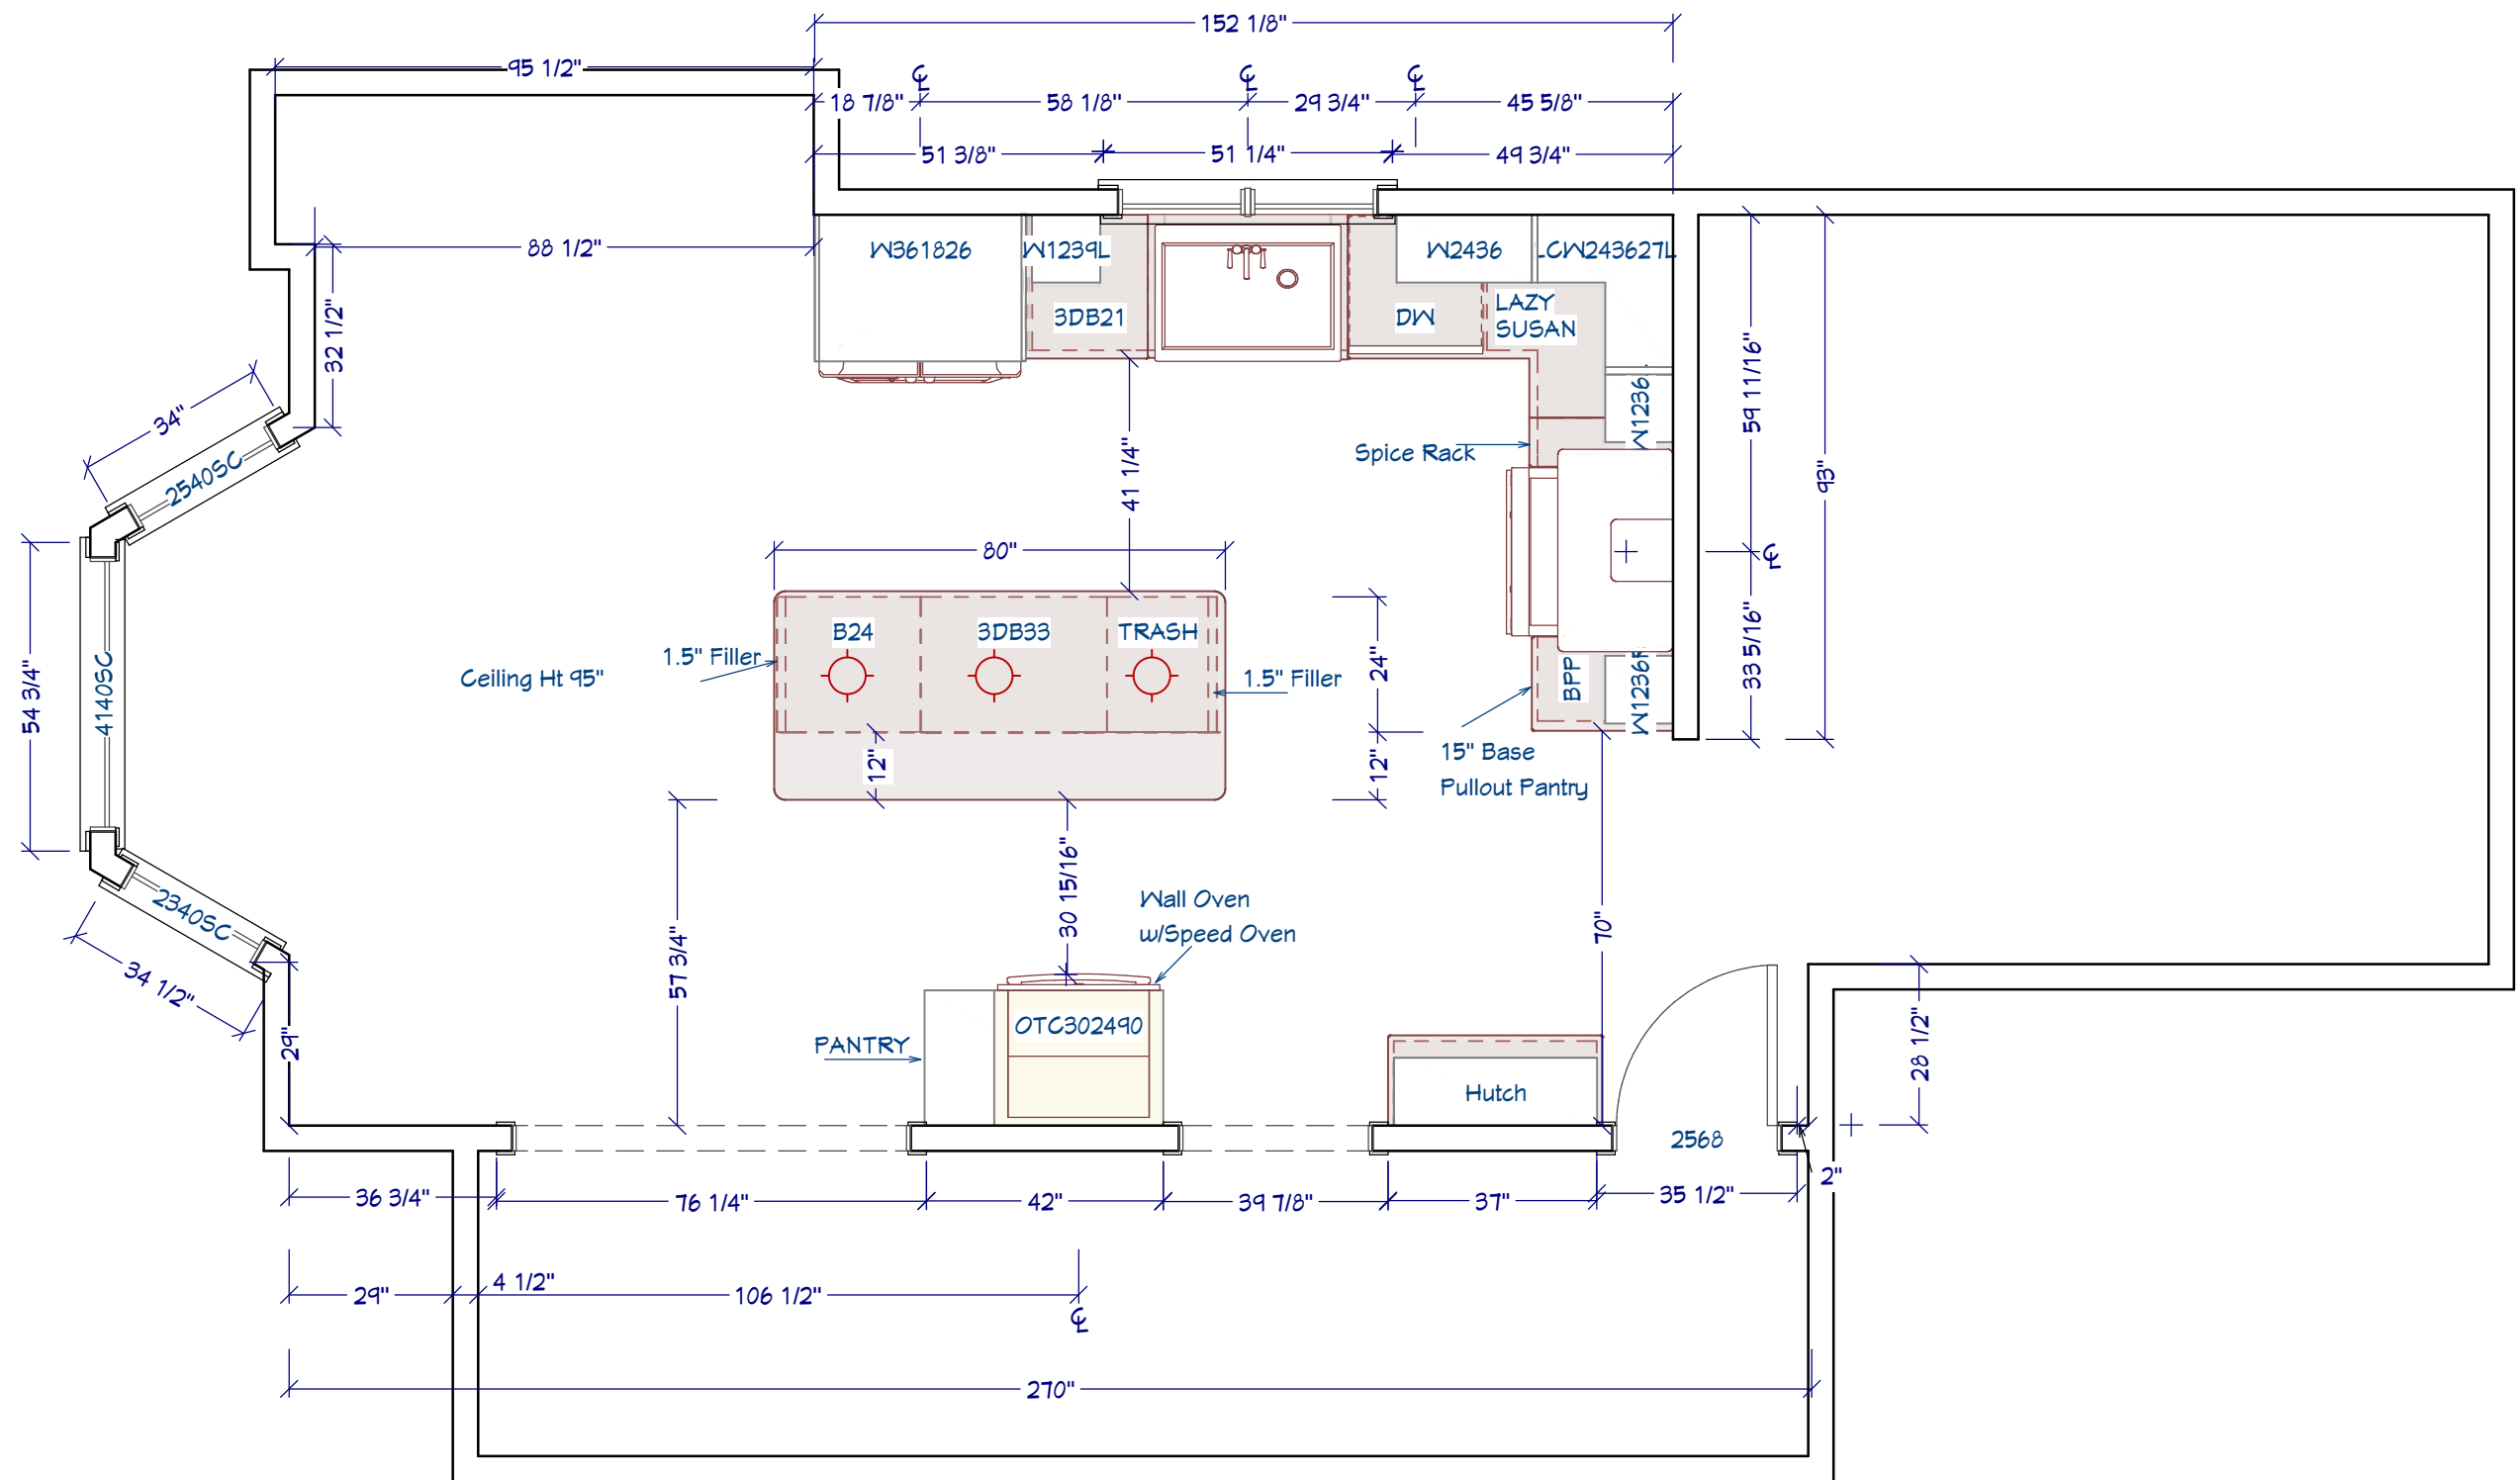 152 1/8"
95 1/2"
18 7/8"
58 1/8"
29 3/4"
45 5/8"
51 3/8"
51 1/4"
49 3/4"
88 1/2"
W361826
W1239L
W2436
LCW243627L
3DB21
DW
LAZY
SUSAN
32 1/2"
34"
2540SC
41 1/4"
W1236
Spice Rack
59 11/16"
93"
80"
B24
3DB33
TRASH
1.5" Filler
1.5" Filler
Ceiling Ht 95"
24"
BPP
W1236R
33 5/16"
54 3/4"
4140SC
12"
12"
15" Base
Pullout Pantry
30 15/16"
57 3/4"
70"
Wall Oven
w/Speed Oven
2340SC
34 1/2"
29"
PANTRY
OTC302490
Hutch
28 1/2"
2568
2"
36 3/4"
76 1/4"
42"
39 7/8"
37"
35 1/2"
29"
4 1/2"
106 1/2"
270"